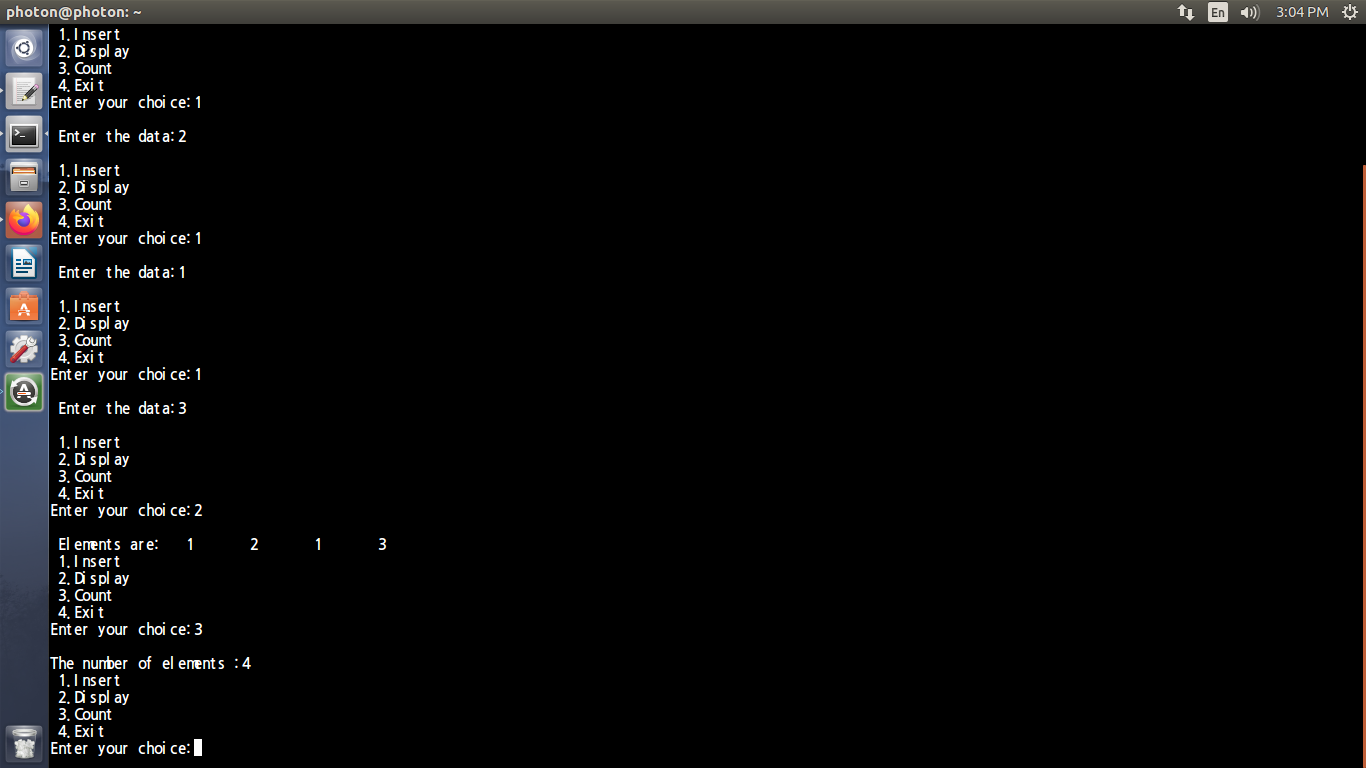 photon@photon: ~
En
3:04 PM
1.Insert
2.Display
3.Count
4.Exit
Enter your choice:1
Enter the data:2
1.Insert
2.Display
3.Count
4.Exit
Enter your choice:1
Enter the data:1
1.Insert
2.Display
3.Count
4.Exit
Enter your choice:1
Enter the data:3
1.Insert
2.Display
3.Count
4.Exit
Enter your choice:2
Elements are: 1 2 1 3
1.Insert
2.Display
3.Count
4.Exit
Enter your choice:3
The number of elements :4
1.Insert
2.Display
3.Count
4.Exit
Enter your choice: